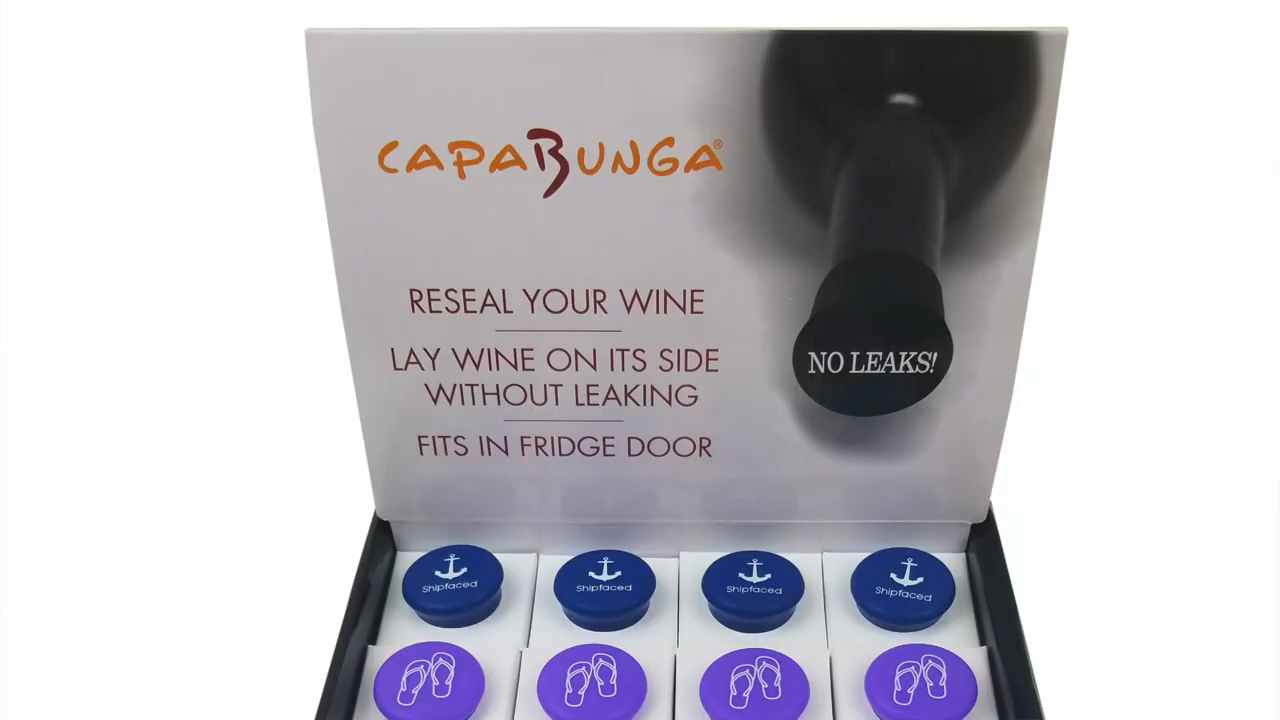 CAPABUNGA®
RESEAL YOUR WINE
LAY WINE ON ITS SIDE
WITHOUT LEAKING
FITS IN FRIDGE DOOR
NO LEAKS!
Shipfaced
Shipfaced
Shipfaced
Shipfaced